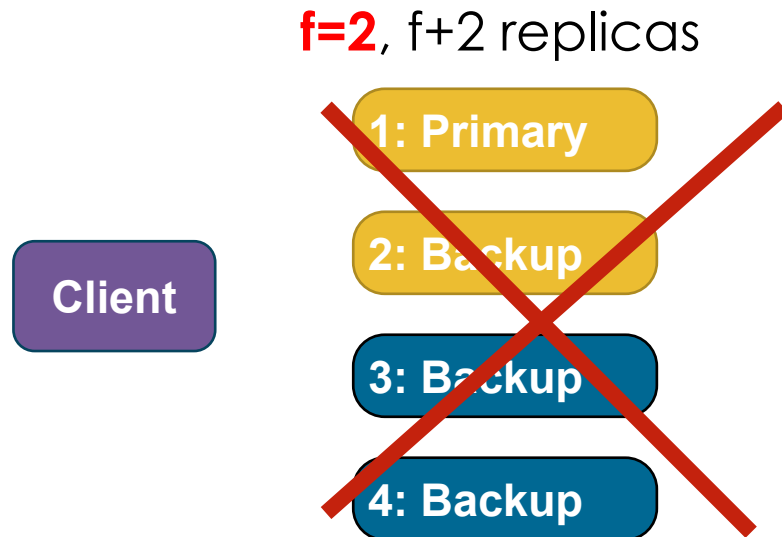 f=2, f+2 replicas
1: Primary
2: Backup
Client
3: Backup
4: Backup